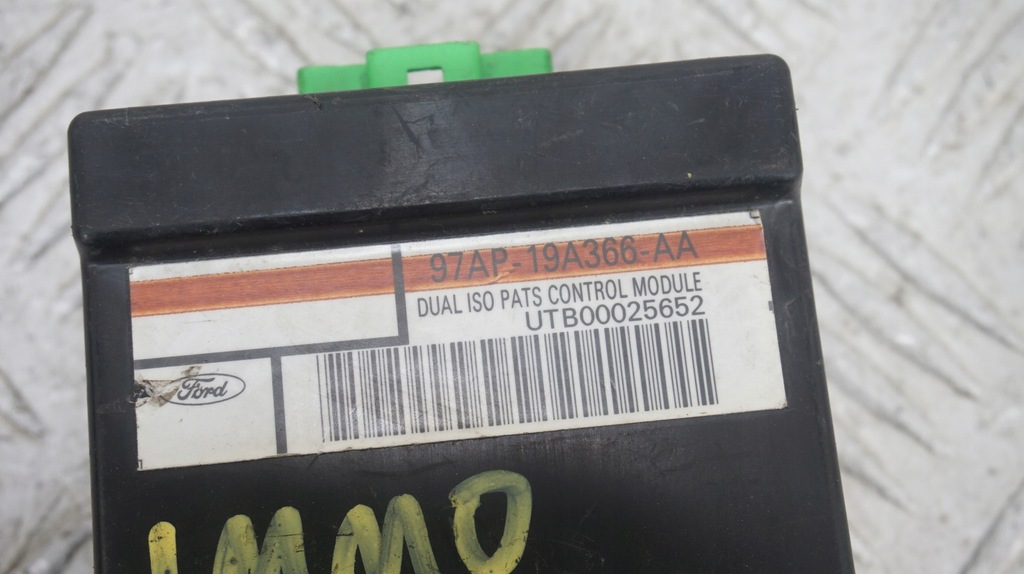 97AP-19A366-AA
DUAL ISO PATS CONTROL MODULE
UTB00025652
Ford
IMMO